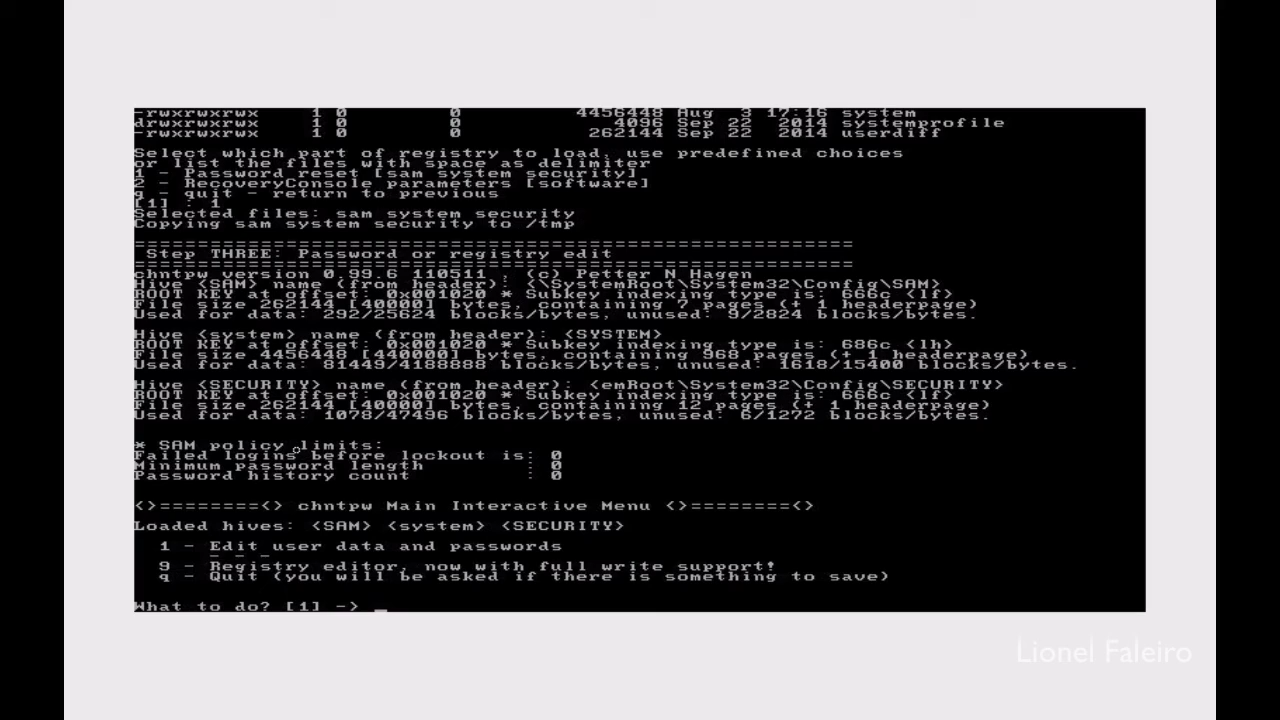 -rwxrwxrwx 1 0 0 4456448 Aug 3 17:16 system
drwxrwxrwx 1 0 0 4096 Sep 22 2014 systemprofile
-rwxrwxrwx 1 0 0 262144 Sep 22 2014 userdiff
Select which part of registry to load, use predefined choices
or list the files with space as delimiter
1 - Password reset [sam system security]
2 - RecoveryConsole parameters [software]
q - quit - return to previous
[1] : 1
Selected files: sam system security
Copying sam system security to /tmp
=========================================================
Step THREE: Password or registry edit
=========================================================
chntpw version 0.99.6 110511 , (c) Petter N Hagen
Hive <SAM> name (from header): <\SystemRoot\System32\Config\SAM>
ROOT KEY at offset: 0x001020 * Subkey indexing type is: 666c <lf>
File size 262144 [40000] bytes, containing 7 pages (+ 1 headerpage)
Used for data: 292/25624 blocks/bytes, unused: 9/2824 blocks/bytes.
Hive <system> name (from header): <SYSTEM>
ROOT KEY at offset: 0x001020 * Subkey indexing type is: 686c <lh>
File size 4456448 [440000] bytes, containing 968 pages (+ 1 headerpage)
Used for data: 81449/4188888 blocks/bytes, unused: 1618/15400 blocks/bytes.
Hive <SECURITY> name (from header): <emRoot\System32\Config\SECURITY>
ROOT KEY at offset: 0x001020 * Subkey indexing type is: 666c <lf>
File size 262144 [40000] bytes, containing 12 pages (+ 1 headerpage)
Used for data: 1078/47496 blocks/bytes, unused: 6/1272 blocks/bytes.
* SAM policy limits:
Failed logins before lockout is: 0
Minimum password length : 0
Password history count : 0
<>========<> chntpw Main Interactive Menu <>========<>
Loaded hives: <SAM> <system> <SECURITY>
1 - Edit user data and passwords
- - -
9 - Registry editor, now with full write support!
q - Quit (you will be asked if there is something to save)
What to do? [1] -> _
Lionel Faleiro